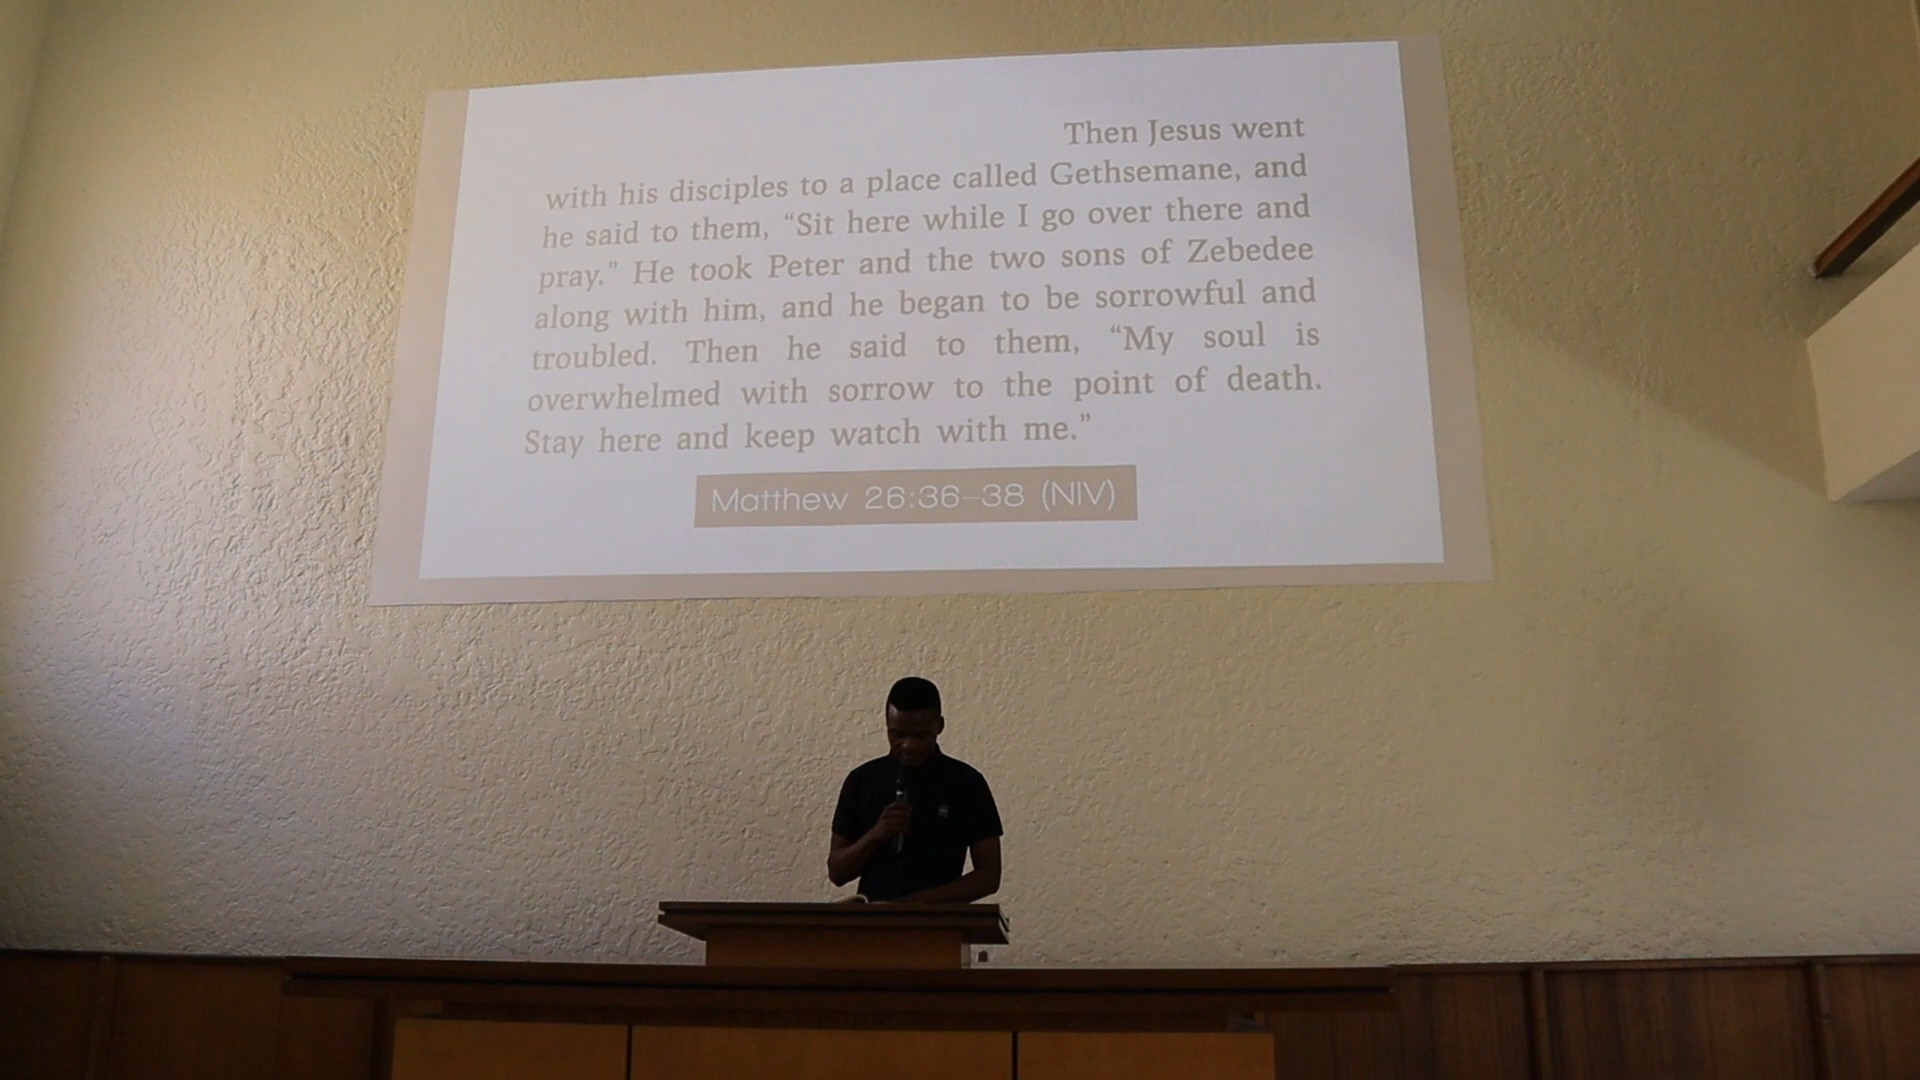 Then Jesus went
with his disciples to a place called Gethsemane, and
he said to them, “Sit here while I go over there and
pray.” He took Peter and the two sons of Zebedee
along with him, and he began to be sorrowful and
troubled. Then he said to them, “My soul is
overwhelmed with sorrow to the point of death.
Stay here and keep watch with me.”
Matthew 26:36–38 (NIV)